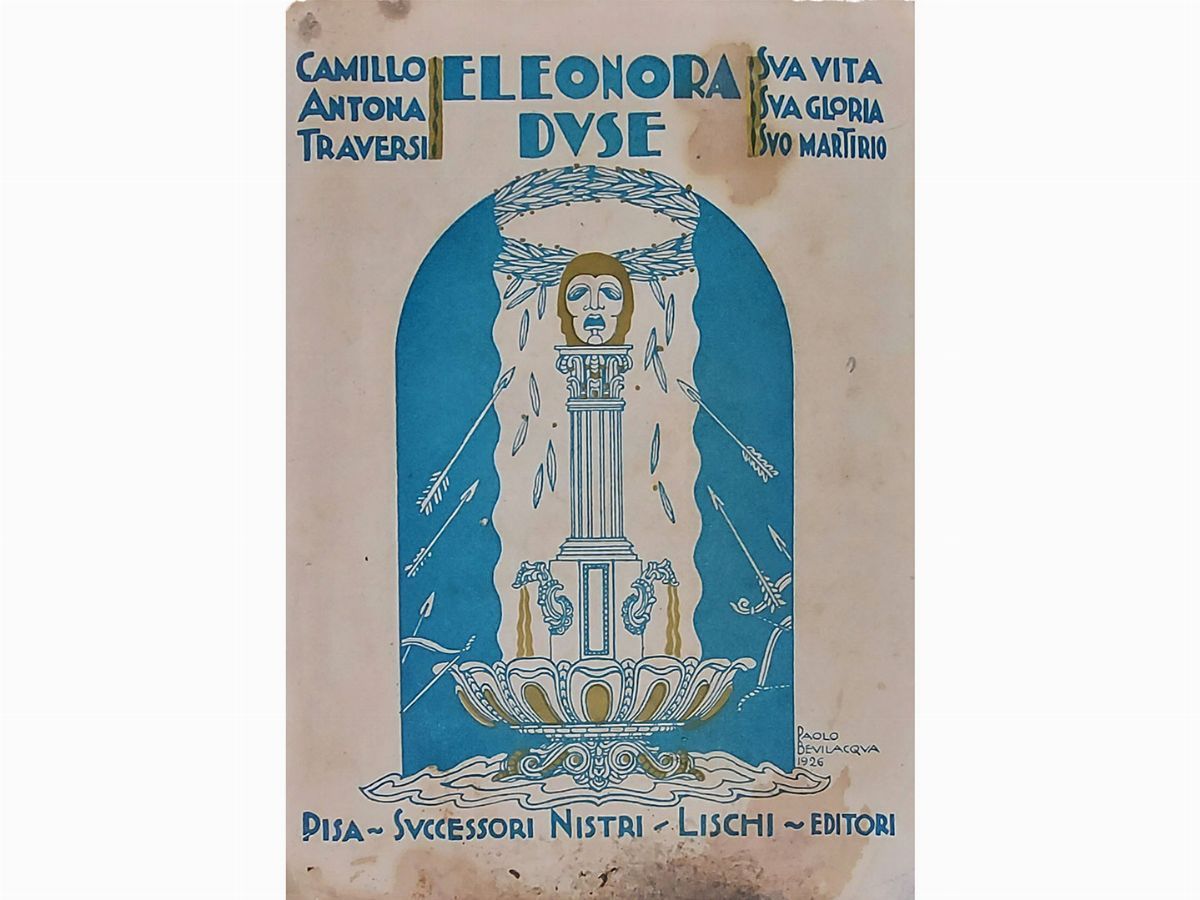 CAMILLO
ANTONA
TRAVERSI
ELEONORA
DVSE
SVA VITA
SVA GLORIA
SVO MARTIRIO
PAOLO
BEVILACQVA
1926
PISA ~ SVCCESSORI NISTRI ~ LISCHI ~ EDITORI